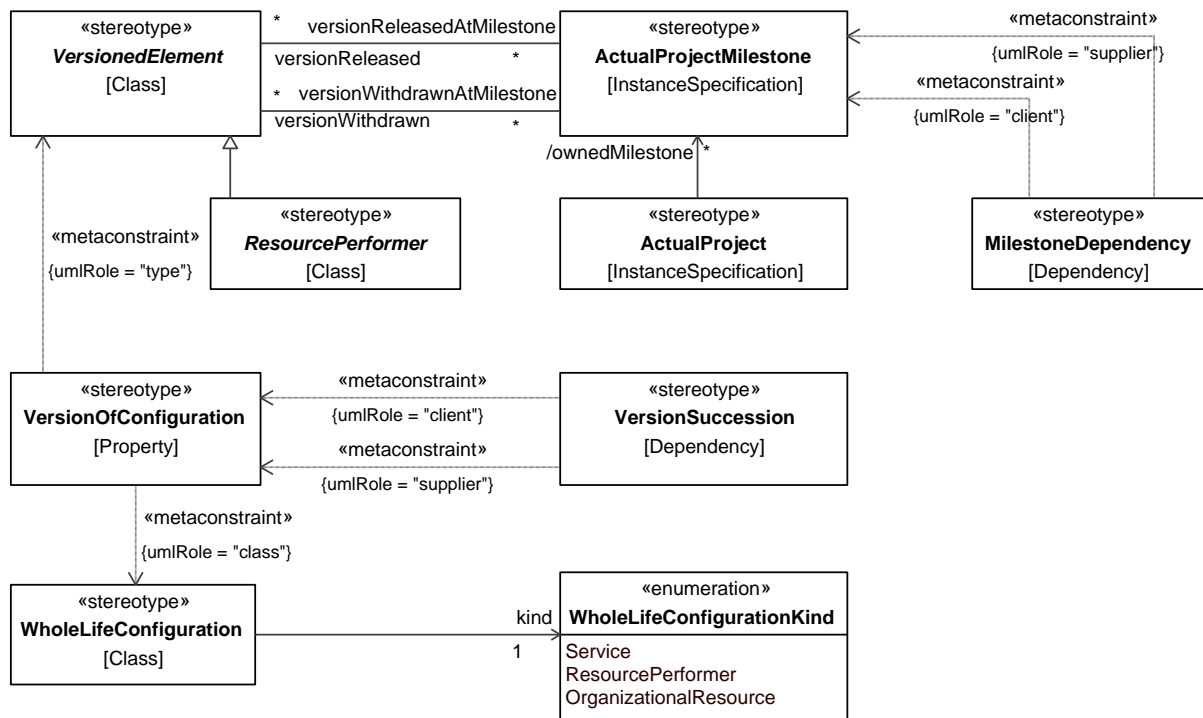 «stereotype»
VersionedElement
[Class]
* versionReleasedAtMilestone
versionReleased *
* versionWithdrawnAtMilestone
versionWithdrawn *
«stereotype»
ActualProjectMilestone
[InstanceSpecification]
«metaconstraint»
{umlRole = "supplier"}
«metaconstraint»
{umlRole = "client"}
/ownedMilestone *
«metaconstraint»
{umlRole = "type"}
«stereotype»
ResourcePerformer
[Class]
«stereotype»
ActualProject
[InstanceSpecification]
«stereotype»
MilestoneDependency
[Dependency]
«stereotype»
VersionOfConfiguration
[Property]
«metaconstraint»
{umlRole = "client"}
«metaconstraint»
{umlRole = "supplier"}
«stereotype»
VersionSuccession
[Dependency]
«metaconstraint»
{umlRole = "class"}
«stereotype»
WholeLifeConfiguration
[Class]
kind
1
«enumeration»
WholeLifeConfigurationKind
Service
ResourcePerformer
OrganizationalResource